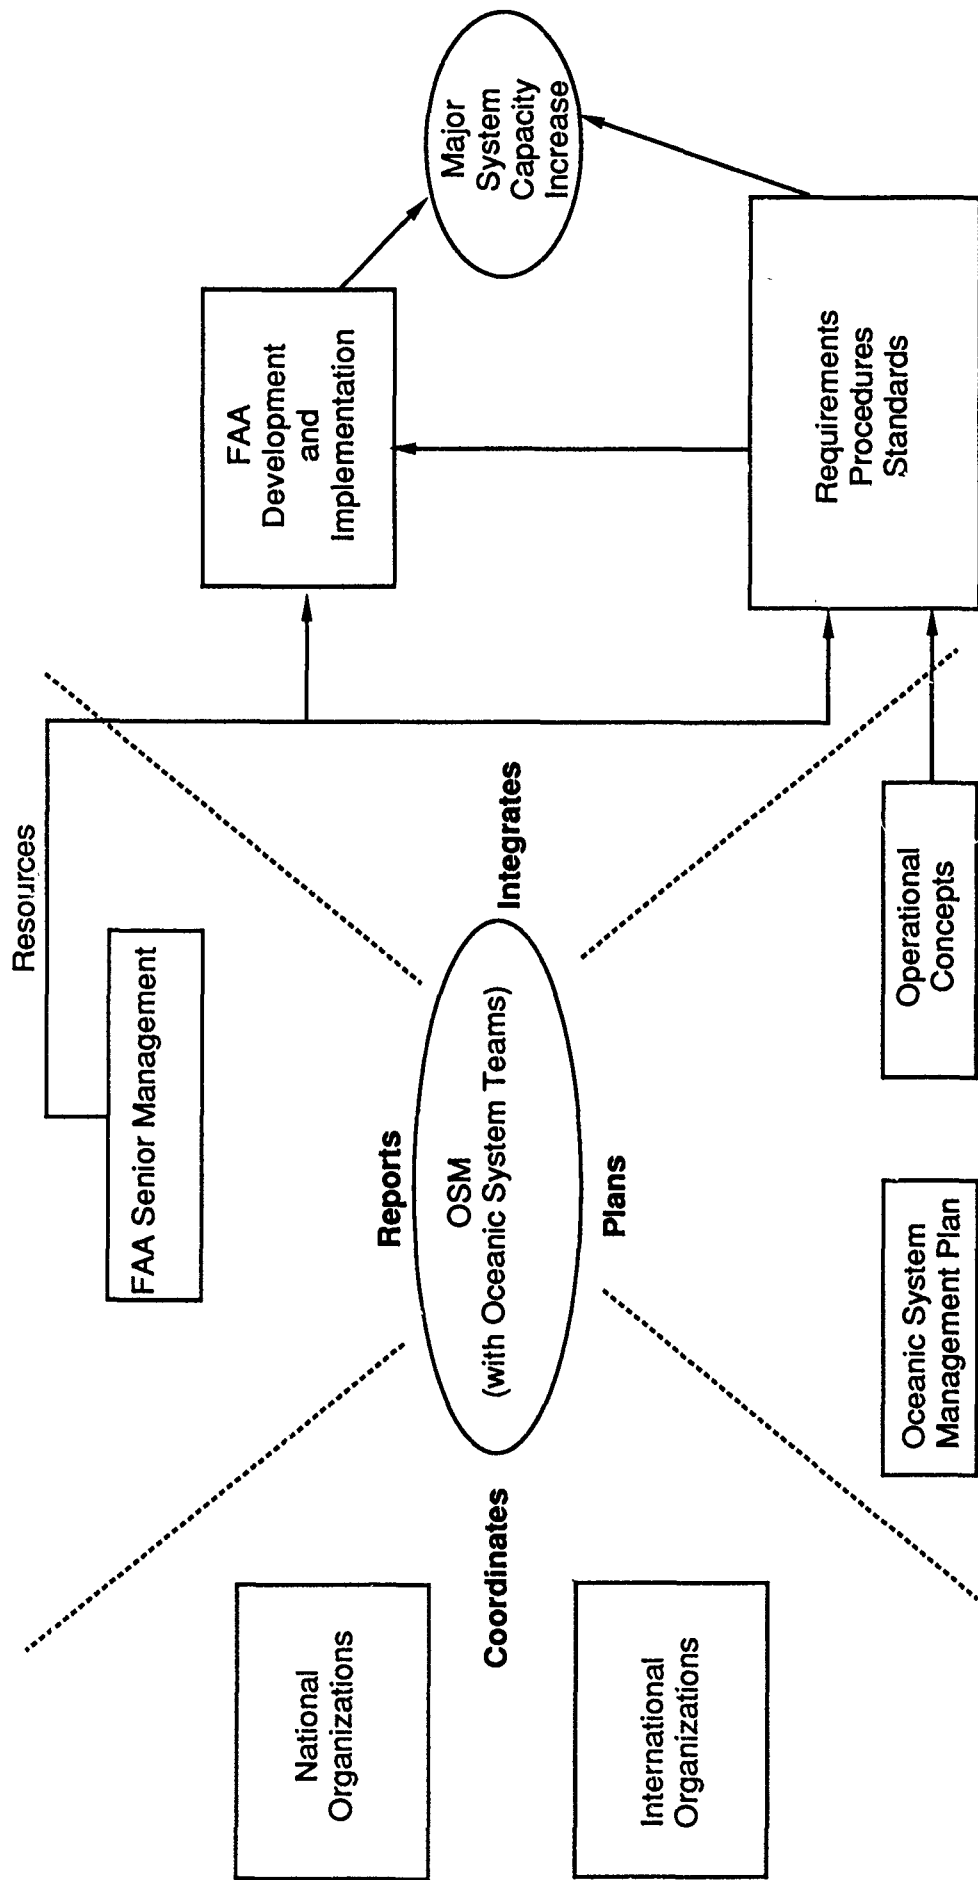 Resources
FAA Senior Management
FAA
Development
and
Implementation
Major
System
Capacity
Increase
National
Organizations
Reports
Coordinates
OSM
(with Oceanic System Teams)
Integrates
Plans
International
Organizations
Requirements
Procedures
Standards
Oceanic System
Management Plan
Operational
Concepts